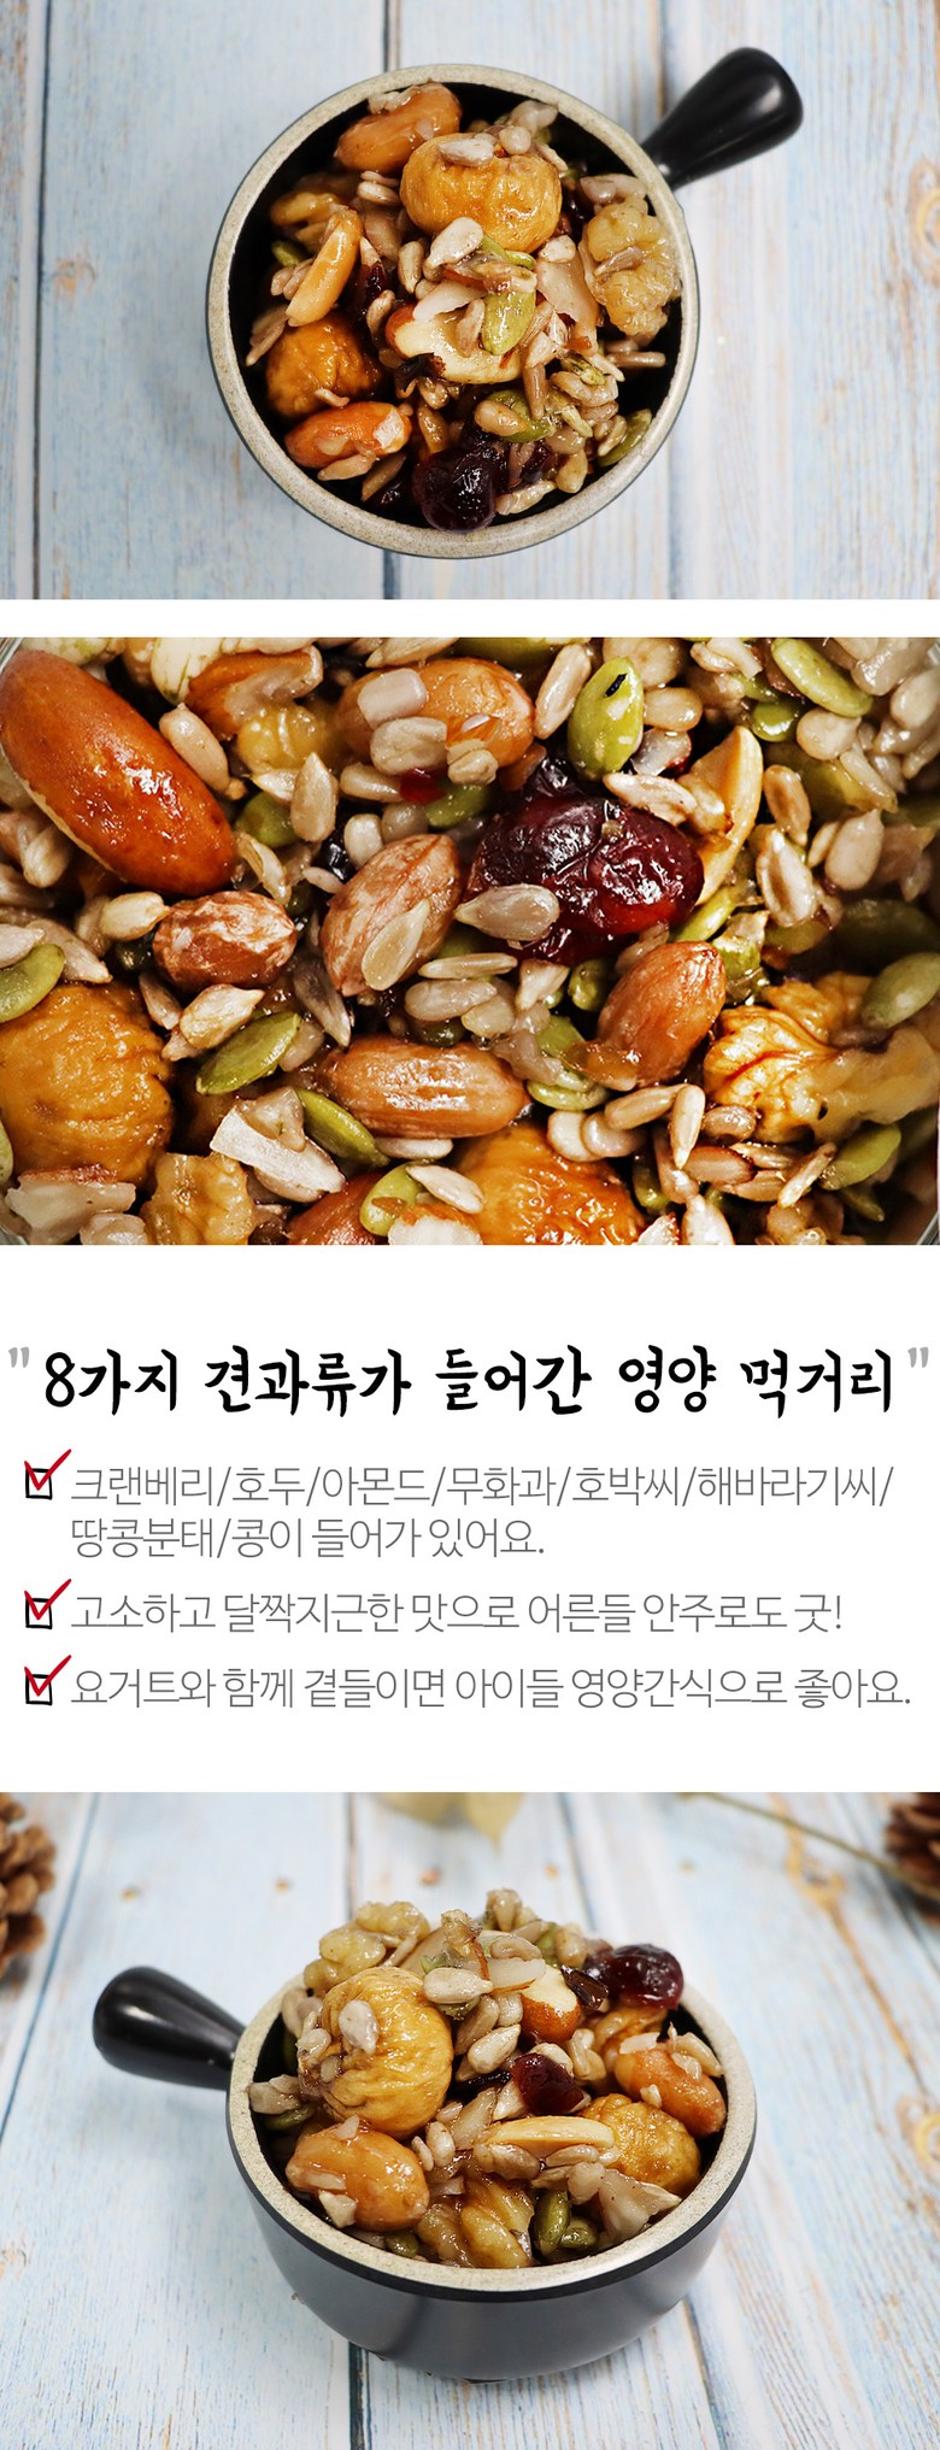 "8가지 견과류가 들어간 영양 먹거리"
크랜베리/호두/아몬드/무화과/호박씨/해바라기씨/
땅콩분태/콩이 들어가 있어요.
고소하고 달짝지근한 맛으로 어른들 안주로도 굿!
요거트와 함께 곁들이면 아이들 영양간식으로 좋아요.